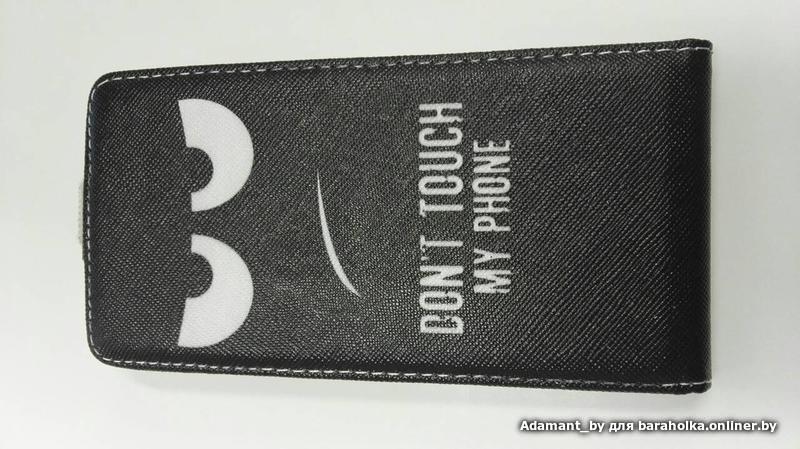 DON'T TOUCH
MY PHONE
Adamant_by для baraholka.onliner.by